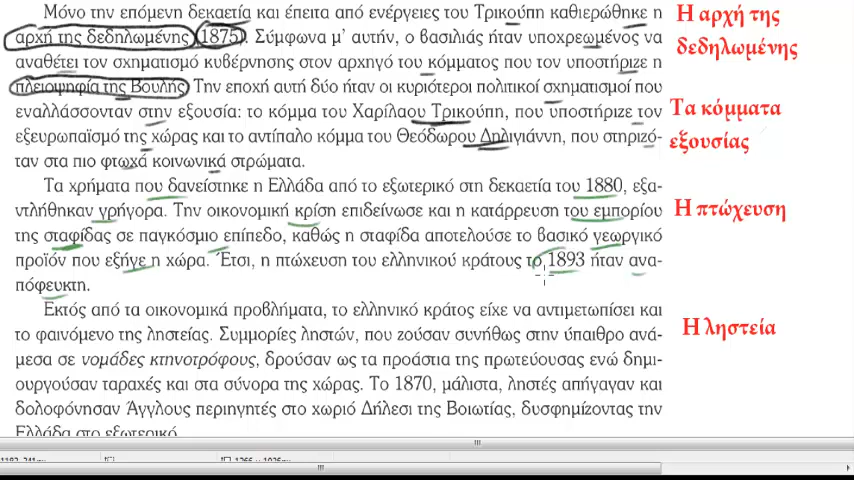 Μόνο την επόμενη δεκαετία και έπειτα από ενέργειες του Τρικούπη καθιερώθηκε η
αρχή της δεδηλωμένης (1875). Σύμφωνα μ' αυτήν, ο βασιλιάς ήταν υποχρεωμένος να
αναθέτει τον σχηματισμό κυβέρνησης στον αρχηγό του κόμματος που τον υποστήριζε η
πλειοψηφία της Βουλής. Την εποχή αυτή δύο ήταν οι κυριότεροι πολιτικοί σχηματισμοί που
εναλλάσσονταν στην εξουσία: το κόμμα του Χαρίλαου Τρικούπη, που υποστήριζε τον
εξευρωπαϊσμό της χώρας και το αντίπαλο κόμμα του Θεόδωρου Δηλιγιάννη, που στηριζό-
ταν στα πιο φτωχά κοινωνικά στρώματα.
Τα χρήματα που δανείστηκε η Ελλάδα από το εξωτερικό στη δεκαετία του 1880, εξα-
ντλήθηκαν γρήγορα. Την οικονομική κρίση επιδείνωσε και η κατάρρευση του εμπορίου
της σταφίδας σε παγκόσμιο επίπεδο, καθώς η σταφίδα αποτελούσε το βασικό γεωργικό
προϊόν που εξήγε η χώρα. Έτσι, η πτώχευση του ελληνικού κράτους το 1893 ήταν ανα-
πόφευκτη.
Εκτός από τα οικονομικά προβλήματα, το ελληνικό κράτος είχε να αντιμετωπίσει και
το φαινόμενο της ληστείας. Συμμορίες ληστών, που ζούσαν συνήθως στην ύπαιθρο ανά-
μεσα σε νομάδες κτηνοτρόφους, δρούσαν ως τα προάστια της πρωτεύουσας ενώ δημι-
ουργούσαν ταραχές και στα σύνορα της χώρας. Το 1870, μάλιστα, ληστές απήγαγαν και
δολοφόνησαν Άγγλους περιηγητές στο χωριό Δήλεσι της Βοιωτίας, δυσφημίζοντας την
Ελλάδα στο εξωτερικό.
Η αρχή της
δεδηλωμένης
Τα κόμματα
εξουσίας
Η πτώχευση
Η ληστεία